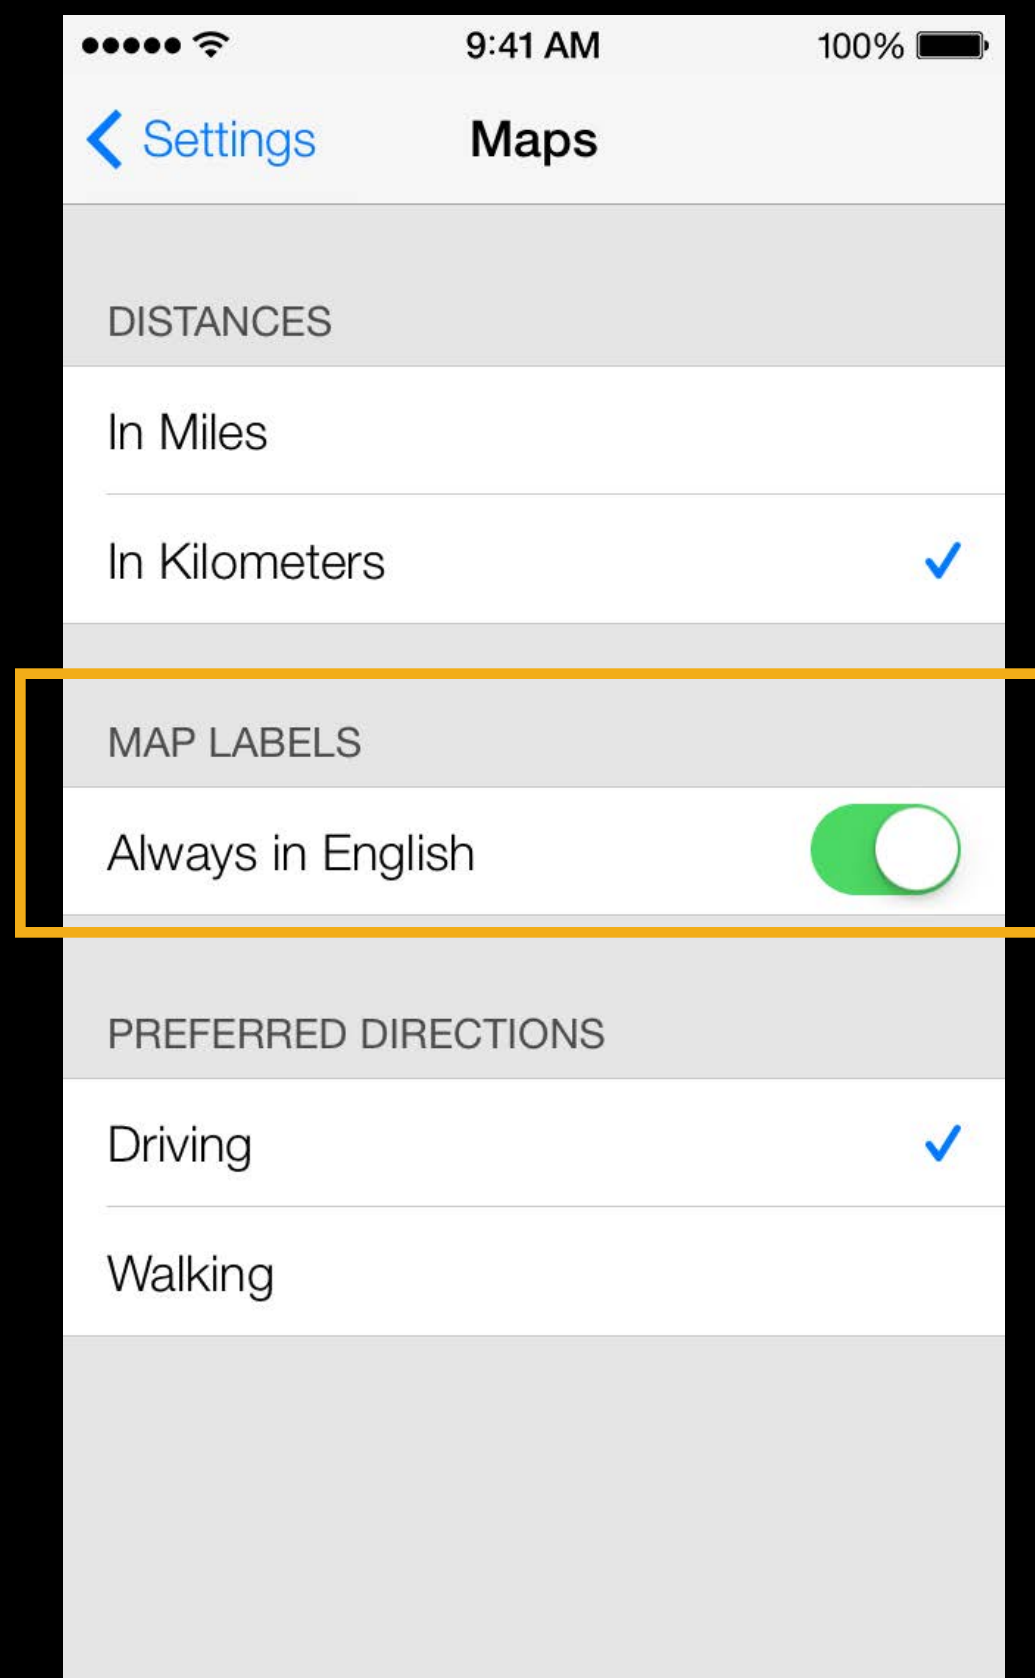 9:41 AM 100%
Settings Maps
DISTANCES
In Miles
In Kilometers
MAP LABELS
Always in English
PREFERRED DIRECTIONS
Driving
Walking